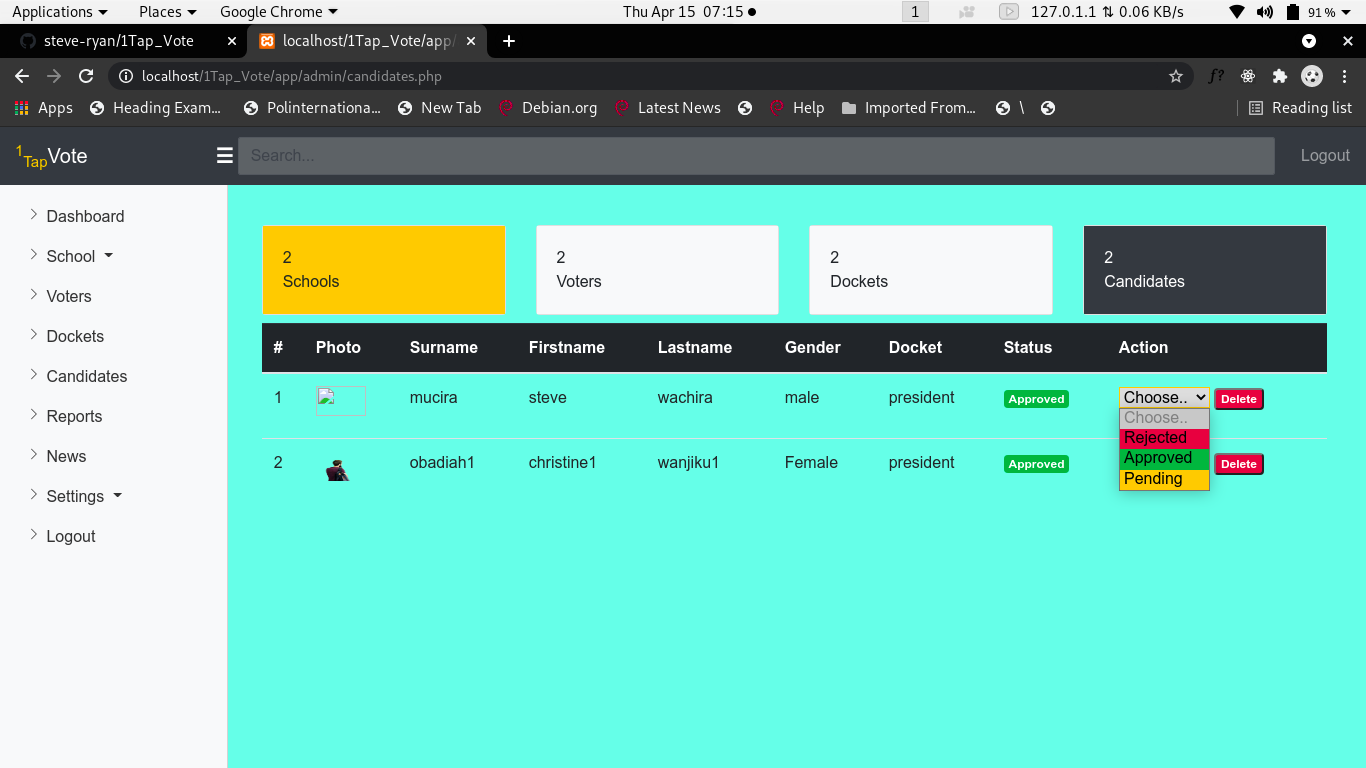 Applications Places Google Chrome Thu Apr 15 07:15 1 127.0.1.1 ⇅ 0.06 KB/s 91 %
steve-ryan/1Tap_Vote localhost/1Tap_Vote/app/
localhost/1Tap_Vote/app/admin/candidates.php f?
Apps Heading Exam… Polinternationa… New Tab Debian.org Latest News Help Imported From… \ Reading list
1TapVote Search... Logout
Dashboard
School
Voters
Dockets
Candidates
Reports
News
Settings
Logout
2 2 2 2
Schools Voters Dockets Candidates
# Photo Surname Firstname Lastname Gender Docket Status Action
1 mucira steve wachira male president Approved Choose.. Delete
Choose..
Rejected
Approved
Pending
2 obadiah1 christine1 wanjiku1 Female president Approved Delete